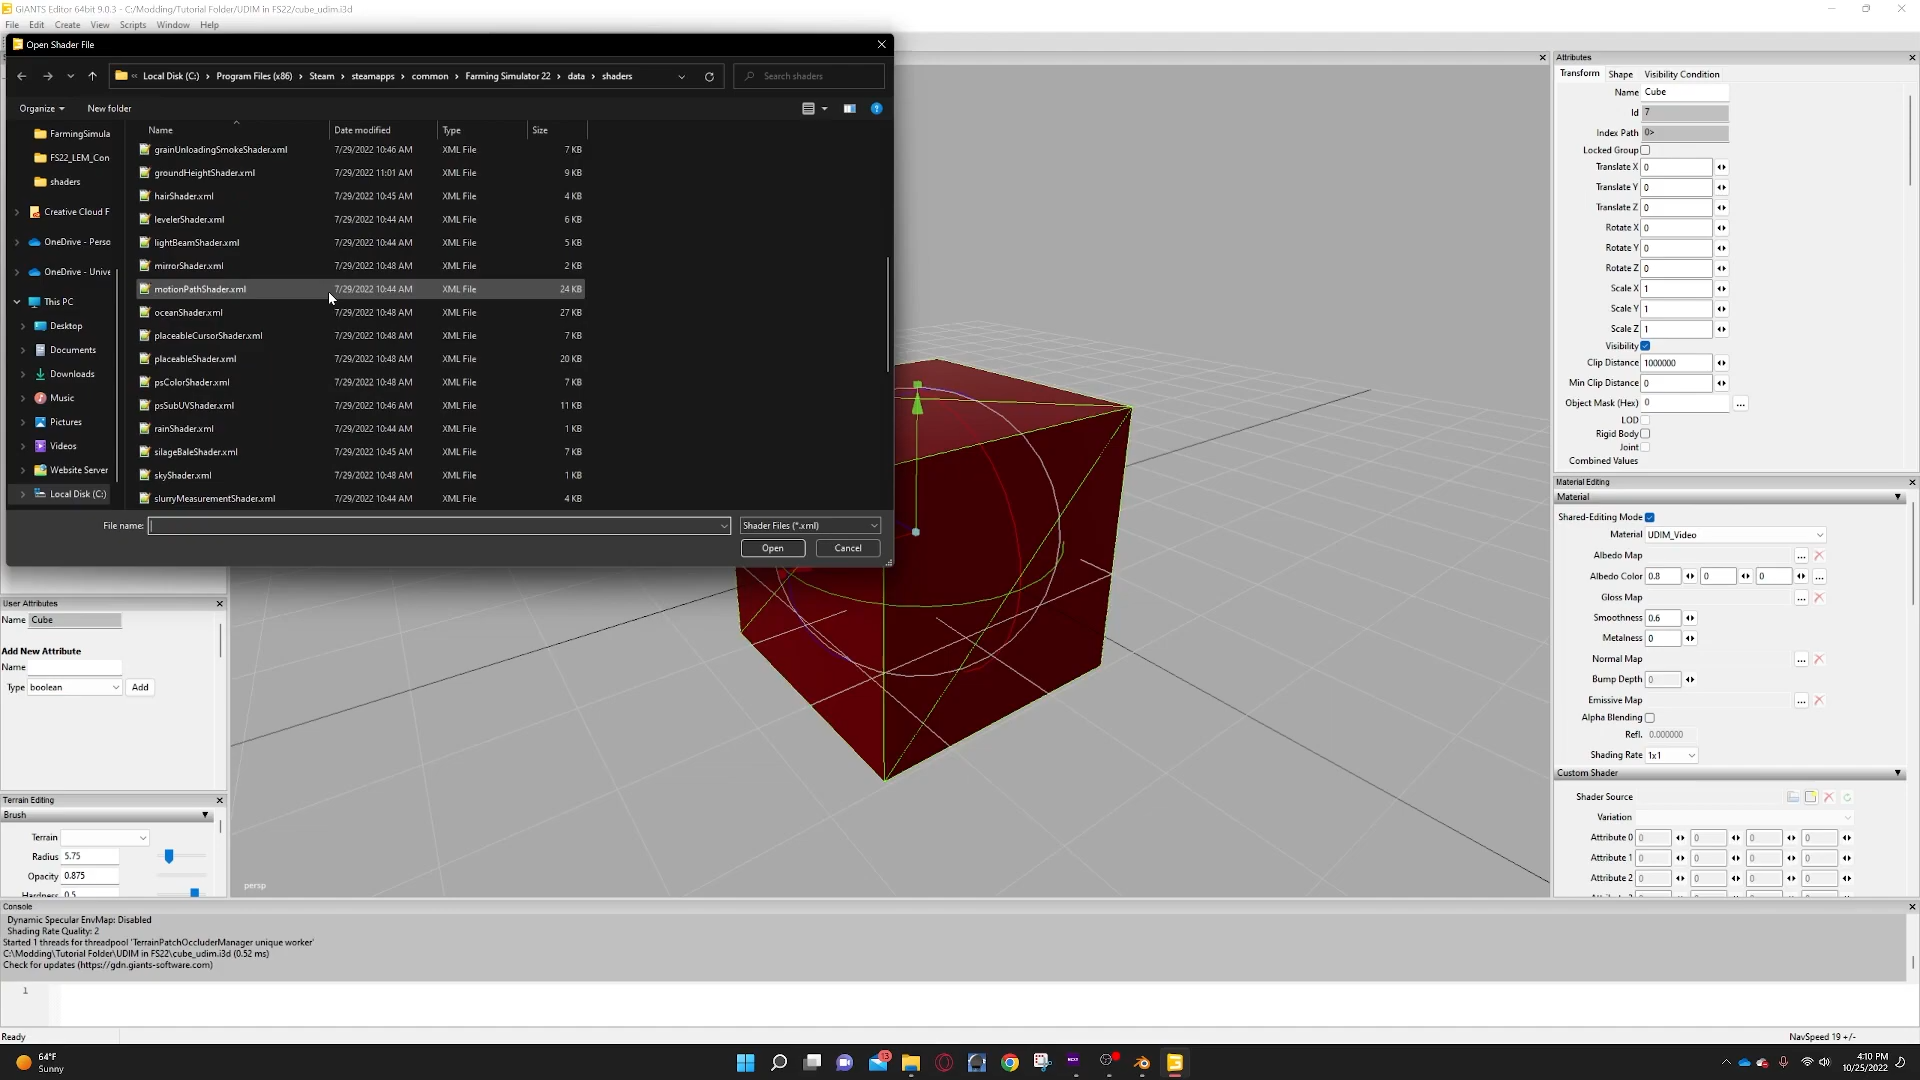 GIANTS Editor 64bit 9.0.3 - C:/Modding/Tutorial Folder/UDIM in FS22/cube_udim.i3d
File Edit Create View Scripts Window Help
Open Shader File
« Local Disk (C:) › Program Files (x86) › Steam › steamapps › common › Farming Simulator 22 › data › shaders
Search shaders
Organize
New folder
Name Date modified Type Size
FarmingSimula
FS22_LEM_Con
shaders
Creative Cloud F
OneDrive - Perso
OneDrive - Unive
This PC
Desktop
Documents
Downloads
Music
Pictures
Videos
Website Server
Local Disk (C:)
grainUnloadingSmokeShader.xml 7/29/2022 10:46 AM XML File 7 KB
groundHeightShader.xml 7/29/2022 11:01 AM XML File 9 KB
hairShader.xml 7/29/2022 10:45 AM XML File 4 KB
levelerShader.xml 7/29/2022 10:44 AM XML File 6 KB
lightBeamShader.xml 7/29/2022 10:44 AM XML File 5 KB
mirrorShader.xml 7/29/2022 10:48 AM XML File 2 KB
motionPathShader.xml 7/29/2022 10:44 AM XML File 24 KB
oceanShader.xml 7/29/2022 10:48 AM XML File 27 KB
placeableCursorShader.xml 7/29/2022 10:48 AM XML File 7 KB
placeableShader.xml 7/29/2022 10:48 AM XML File 20 KB
psColorShader.xml 7/29/2022 10:48 AM XML File 7 KB
psSubUVShader.xml 7/29/2022 10:46 AM XML File 11 KB
rainShader.xml 7/29/2022 10:44 AM XML File 1 KB
silageBaleShader.xml 7/29/2022 10:45 AM XML File 7 KB
skyShader.xml 7/29/2022 10:48 AM XML File 1 KB
slurryMeasurementShader.xml 7/29/2022 10:44 AM XML File 4 KB
File name:
Shader Files (*.xml)
Open
Cancel
User Attributes
Name Cube
Add New Attribute
Name
Type boolean Add
Terrain Editing
Brush
Terrain
Radius 5.75
Opacity 0.875
Hardness 0.5
persp
Attributes
Transform Shape Visibility Condition
Name Cube
Id 7
Index Path 0>
Locked Group
Translate X 0
Translate Y 0
Translate Z 0
Rotate X 0
Rotate Y 0
Rotate Z 0
Scale X 1
Scale Y 1
Scale Z 1
Visibility
Clip Distance 1000000
Min Clip Distance 0
Object Mask (Hex) 0 ...
LOD
Rigid Body
Joint
Combined Values
Material Editing
Material
Shared-Editing Mode
Material UDIM_Video
Albedo Map ...
Albedo Color 0.8 0 0 ...
Gloss Map ...
Smoothness 0.6
Metalness 0
Normal Map ...
Bump Depth 0
Emissive Map ...
Alpha Blending
Refl. 0.000000
Shading Rate 1x1
Custom Shader
Shader Source
Variation
Attribute 0 0 0 0 0
Attribute 1 0 0 0 0
Attribute 2 0 0 0 0
Console
Dynamic Specular EnvMap: Disabled
Shading Rate Quality: 2
Started 1 threads for threadpool 'TerrainPatchOccluderManager unique worker'
C:\Modding\Tutorial Folder\UDIM in FS22\cube_udim.i3d (0.52 ms)
Check for updates (https://gdn.giants-software.com)
1
Ready
NavSpeed 19 +/-
64°F
Sunny
13
4:10 PM
10/25/2022